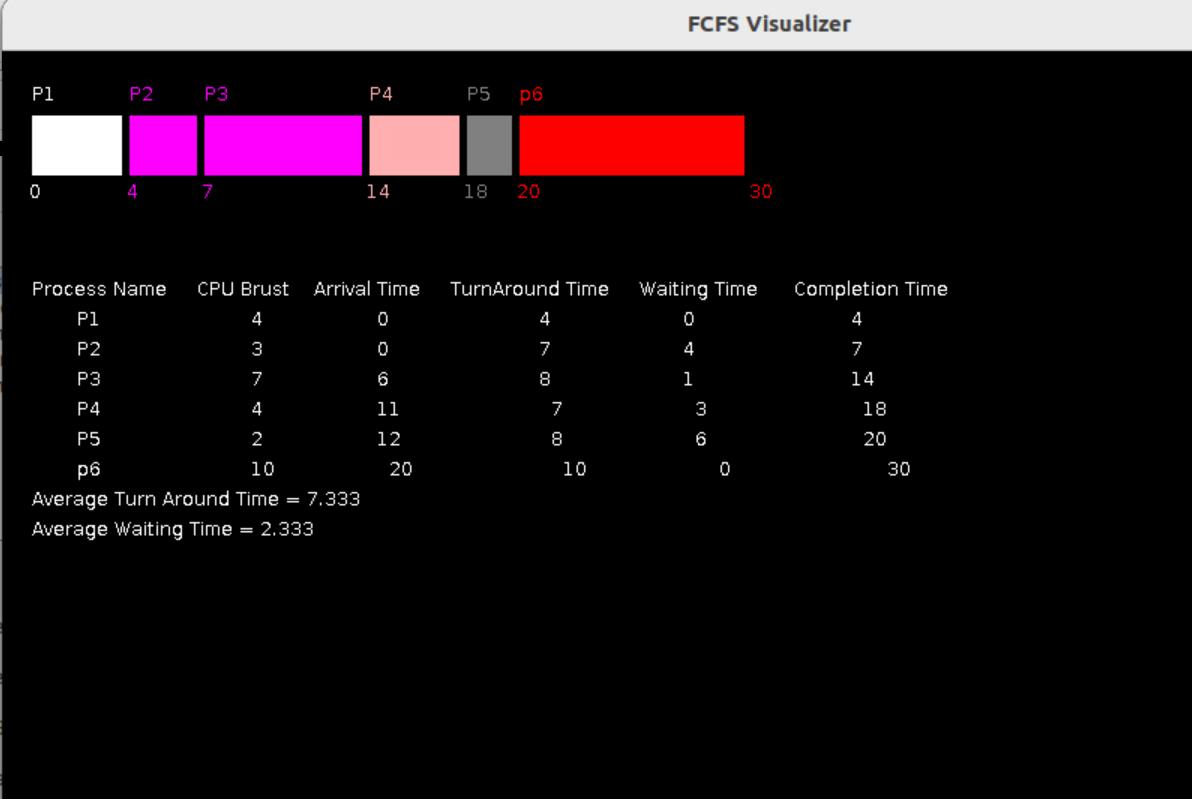 FCFS Visualizer
P1 P2 P3 P4 P5 p6
0 4 7 14 18 20 30
Process Name CPU Brust Arrival Time TurnAround Time Waiting Time Completion Time
P1 4 0 4 0 4
P2 3 0 7 4 7
P3 7 6 8 1 14
P4 4 11 7 3 18
P5 2 12 8 6 20
p6 10 20 10 0 30
Average Turn Around Time = 7.333
Average Waiting Time = 2.333